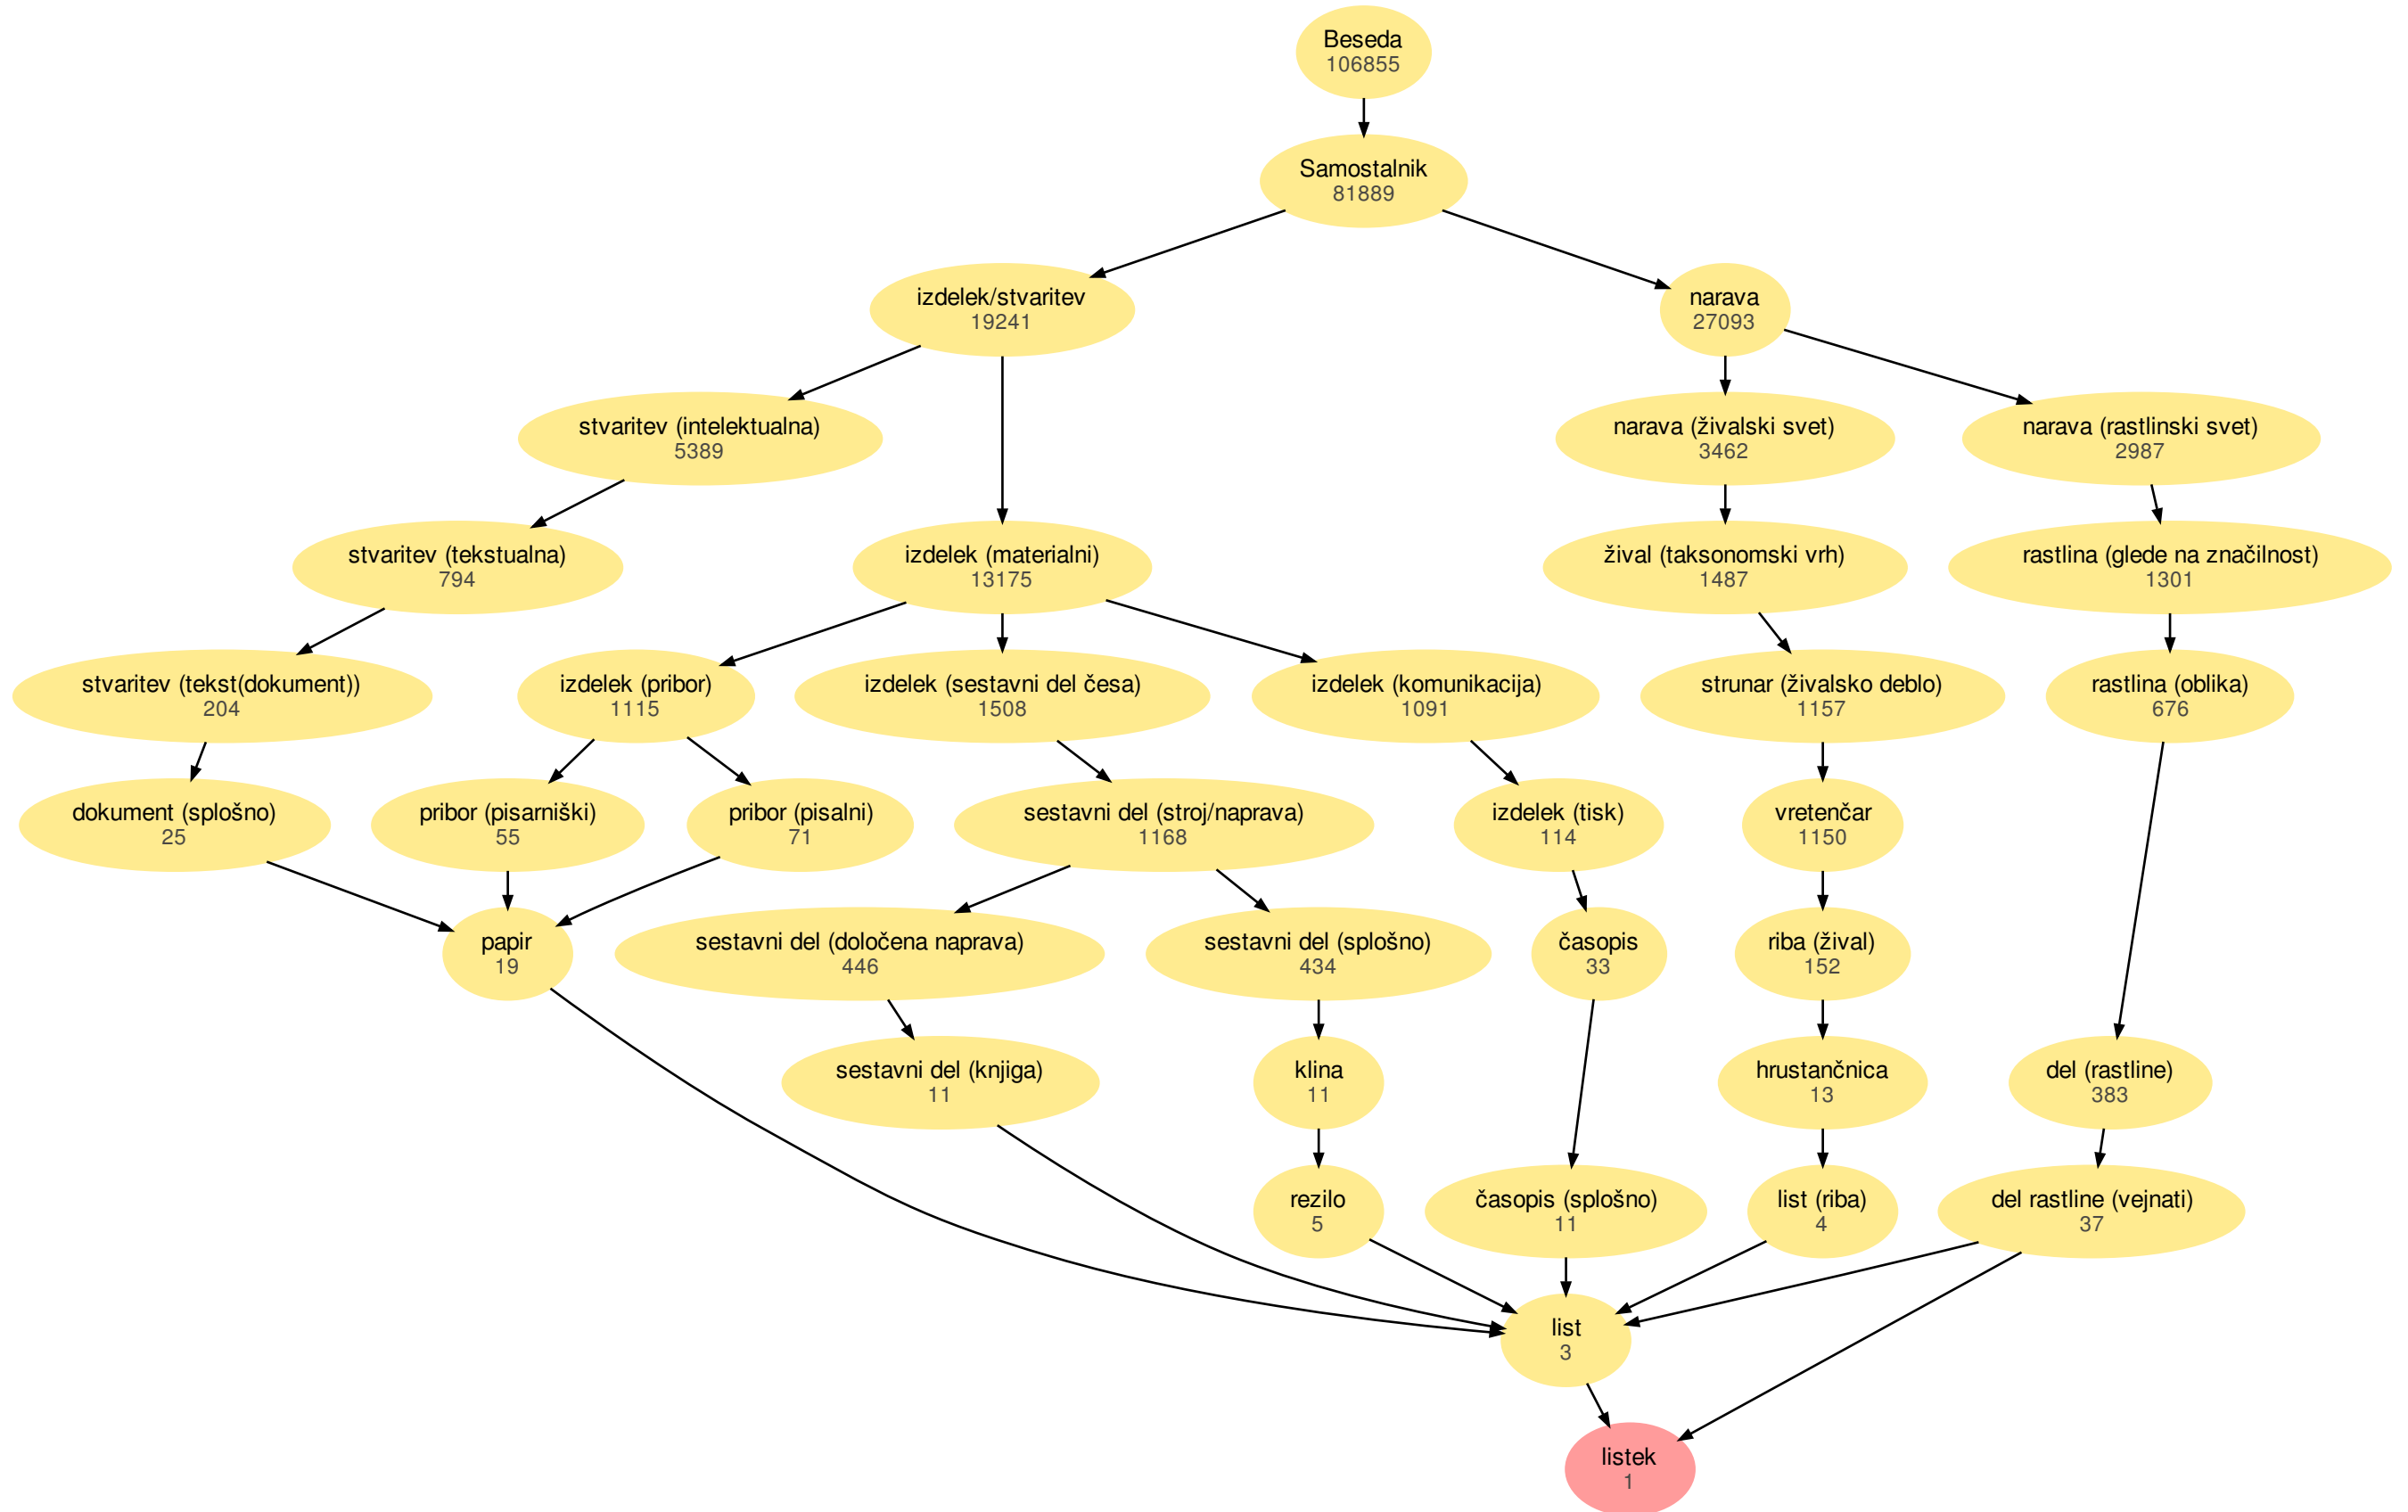 Beseda
106855
Samostalnik
81889
izdelek/stvaritev
19241
narava
27093
stvaritev (intelektualna)
5389
narava (živalski svet)
3462
narava (rastlinski svet)
2987
stvaritev (tekstualna)
794
izdelek (materialni)
13175
žival (taksonomski vrh)
1487
rastlina (glede na značilnost)
1301
stvaritev (tekst(dokument))
204
izdelek (pribor)
1115
izdelek (sestavni del česa)
1508
izdelek (komunikacija)
1091
strunar (živalsko deblo)
1157
rastlina (oblika)
676
dokument (splošno)
25
pribor (pisarniški)
55
pribor (pisalni)
71
sestavni del (stroj/naprava)
1168
izdelek (tisk)
114
vretenčar
1150
papir
19
sestavni del (določena naprava)
446
sestavni del (splošno)
434
časopis
33
riba (žival)
152
sestavni del (knjiga)
11
klina
11
hrustančnica
13
del (rastline)
383
rezilo
5
časopis (splošno)
11
list (riba)
4
del rastline (vejnati)
37
list
3
listek
1